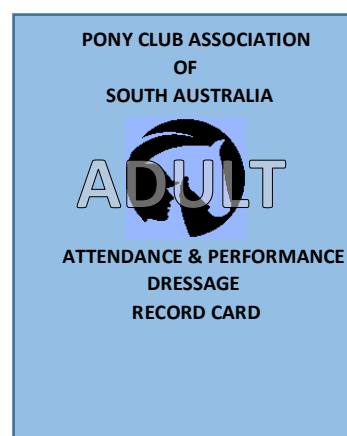 PONY CLUB ASSOCIATION
OF
SOUTH AUSTRALIA
ADULT
ATTENDANCE & PERFORMANCE
DRESSAGE
RECORD CARD